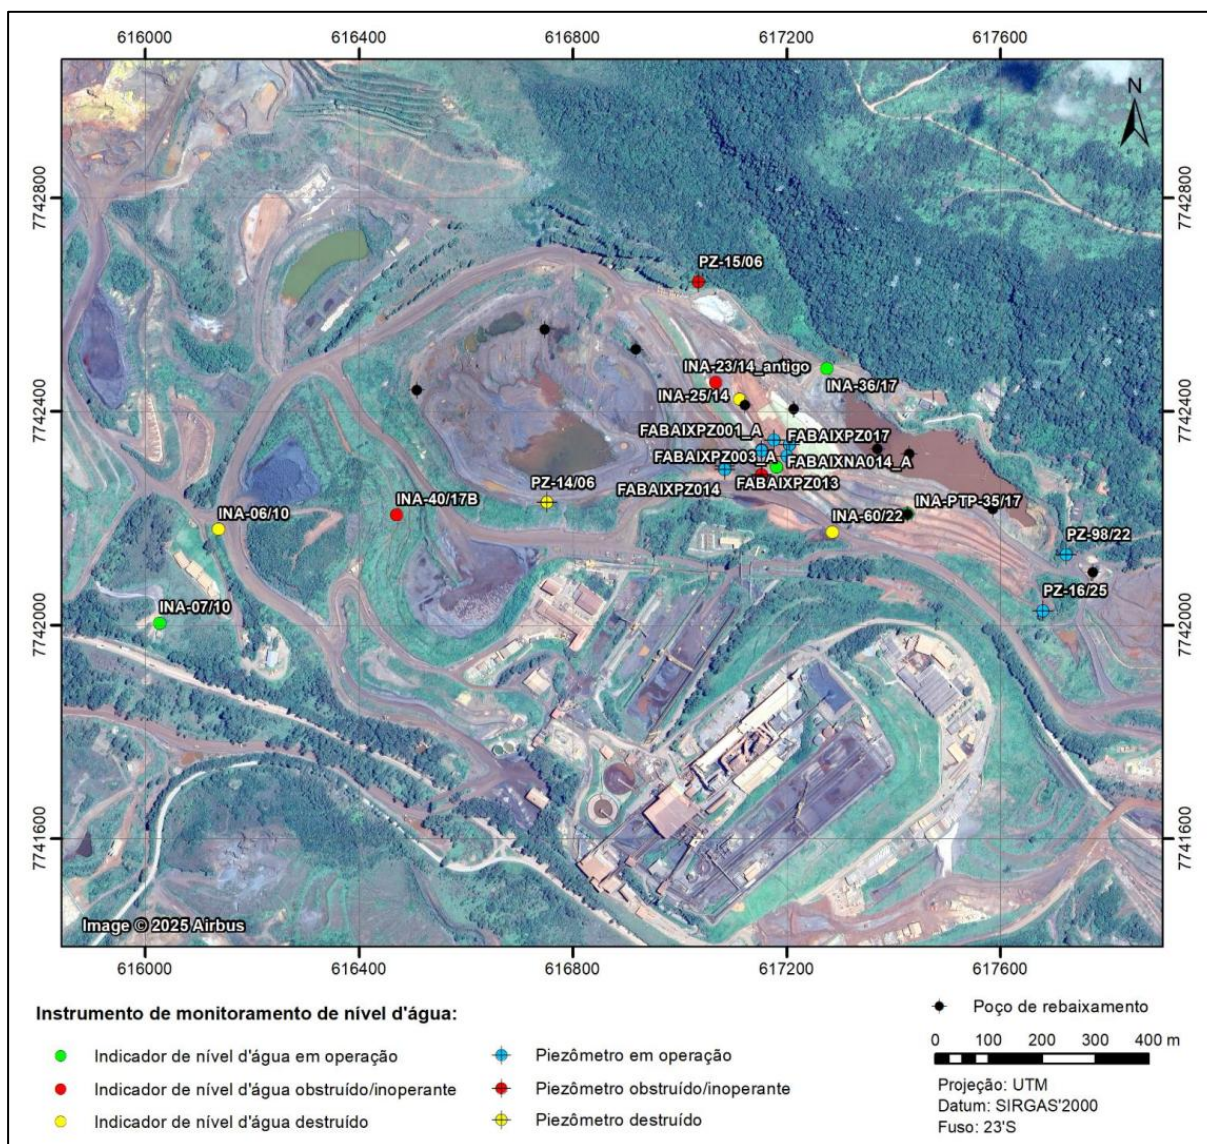 616000 616400 616800 617200 617600
N
7742800 7742800
PZ-15/06
INA-23/14_antigo
INA-36/17
7742400 7742400
INA-25/14
FABAIXPZ001_A FABAIXPZ017
FABAIXPZ003_A FABAIXNA014_A
FABAIXPZ014 FABAIXPZ013
PZ-14/06
INA-40/17B
INA-PTP-35/17
INA-06/10
INA-60/22
PZ-98/22
PZ-16/25
INA-07/10
7742000 7742000
7741600 7741600
Image © 2025 Airbus
616000 616400 616800 617200 617600
Instrumento de monitoramento de nível d'água:
Indicador de nível d'água em operação
Indicador de nível d'água obstruído/inoperante
Indicador de nível d'água destruído
Piezômetro em operação
Piezômetro obstruído/inoperante
Piezômetro destruído
Poço de rebaixamento
0 100 200 300 400 m
Projeção: UTM
Datum: SIRGAS'2000
Fuso: 23'S